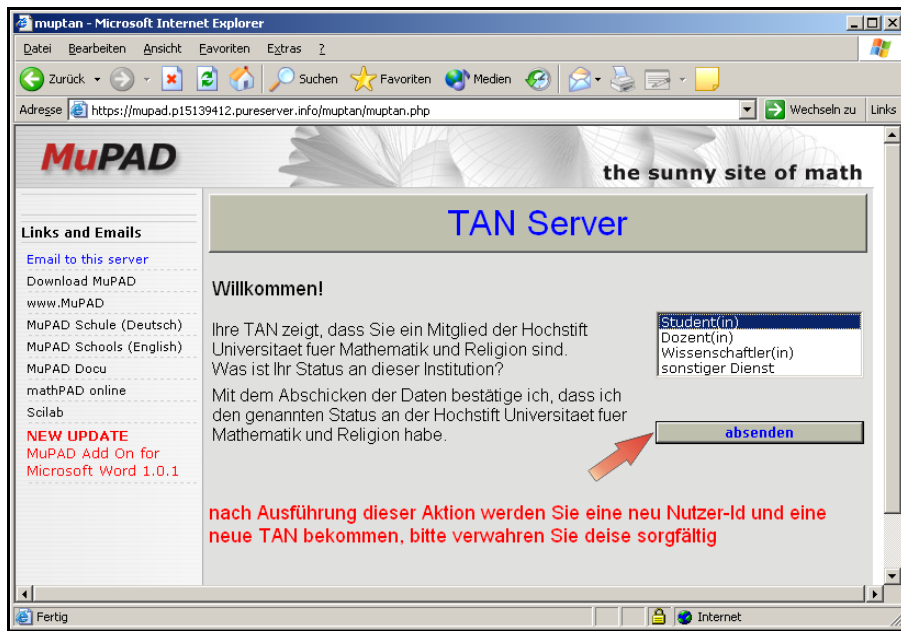 muptan - Microsoft Internet Explorer
Datei Bearbeiten Ansicht Favoriten Extras ?
Zurück Suchen Favoriten Medien
Adresse https://mupad.p15139412.pureserver.info/muptan/muptan.php Wechseln zu Links
MuPAD
the sunny site of math
TAN Server
Links and Emails
Email to this server
Download MuPAD
www.MuPAD
MuPAD Schule (Deutsch)
MuPAD Schools (English)
MuPAD Docu
mathPAD online
Scilab
NEW UPDATE
MuPAD Add On for
Microsoft Word 1.0.1
Willkommen!
Ihre TAN zeigt, dass Sie ein Mitglied der Hochstift
Universitaet fuer Mathematik und Religion sind.
Was ist Ihr Status an dieser Institution?
Student(in)
Dozent(in)
Wissenschaftler(in)
sonstiger Dienst
Mit dem Abschicken der Daten bestätige ich, dass ich
den genannten Status an der Hochstift Universitaet fuer
Mathematik und Religion habe.
absenden
nach Ausführung dieser Aktion werden Sie eine neu Nutzer-Id und eine
neue TAN bekommen, bitte verwahren Sie deise sorgfältig
Fertig Internet